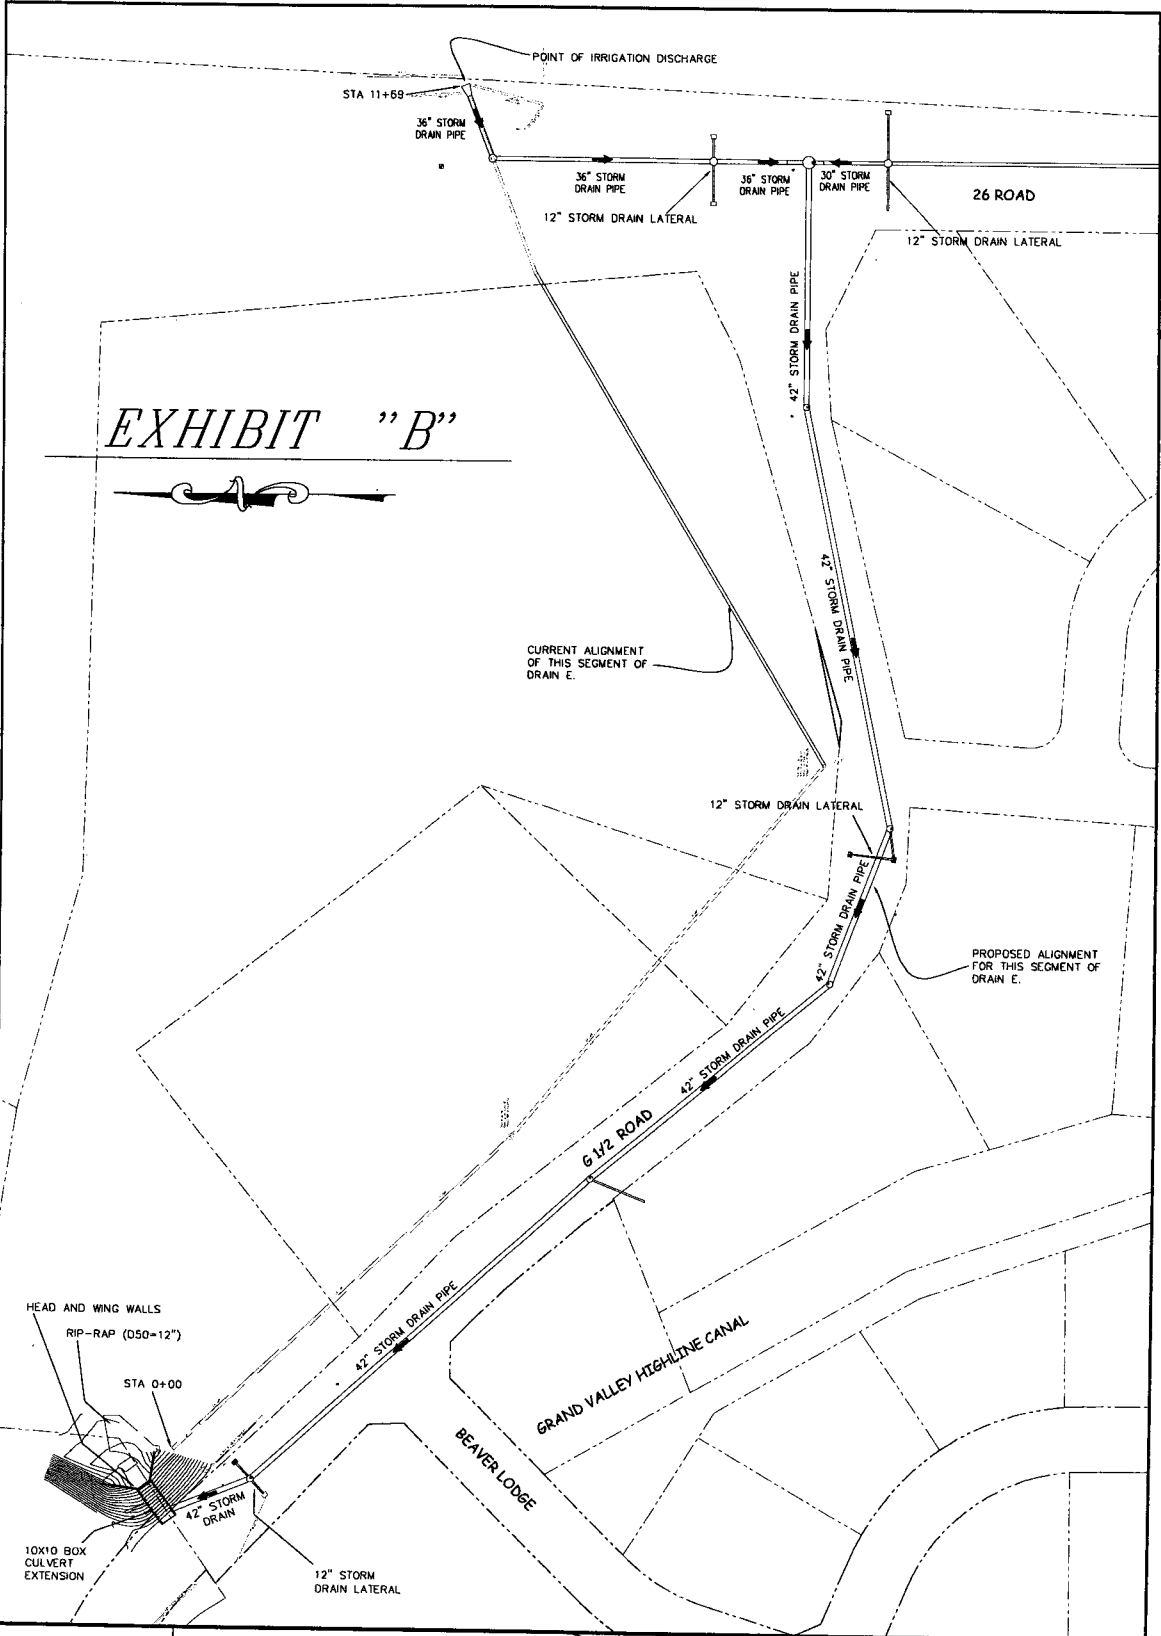 POINT OF IRRIGATION DISCHARGE
STA 11+69
36" STORM
DRAIN PIPE
36" STORM
DRAIN PIPE
36" STORM
DRAIN PIPE
30" STORM
DRAIN PIPE
26 ROAD
12" STORM DRAIN LATERAL
12" STORM DRAIN LATERAL
42" STORM DRAIN PIPE
EXHIBIT "B"
42" STORM DRAIN PIPE
CURRENT ALIGNMENT
OF THIS SEGMENT OF
DRAIN E.
12" STORM DRAIN LATERAL
42" STORM DRAIN PIPE
PROPOSED ALIGNMENT
FOR THIS SEGMENT OF
DRAIN E.
42" STORM DRAIN PIPE
G 1/2 ROAD
42" STORM DRAIN PIPE
HEAD AND WING WALLS
RIP-RAP (D50=12")
STA 0+00
GRAND VALLEY HIGHLINE CANAL
BEAVER LODGE
42" STORM
DRAIN
10X10 BOX
CULVERT
EXTENSION
12" STORM
DRAIN LATERAL